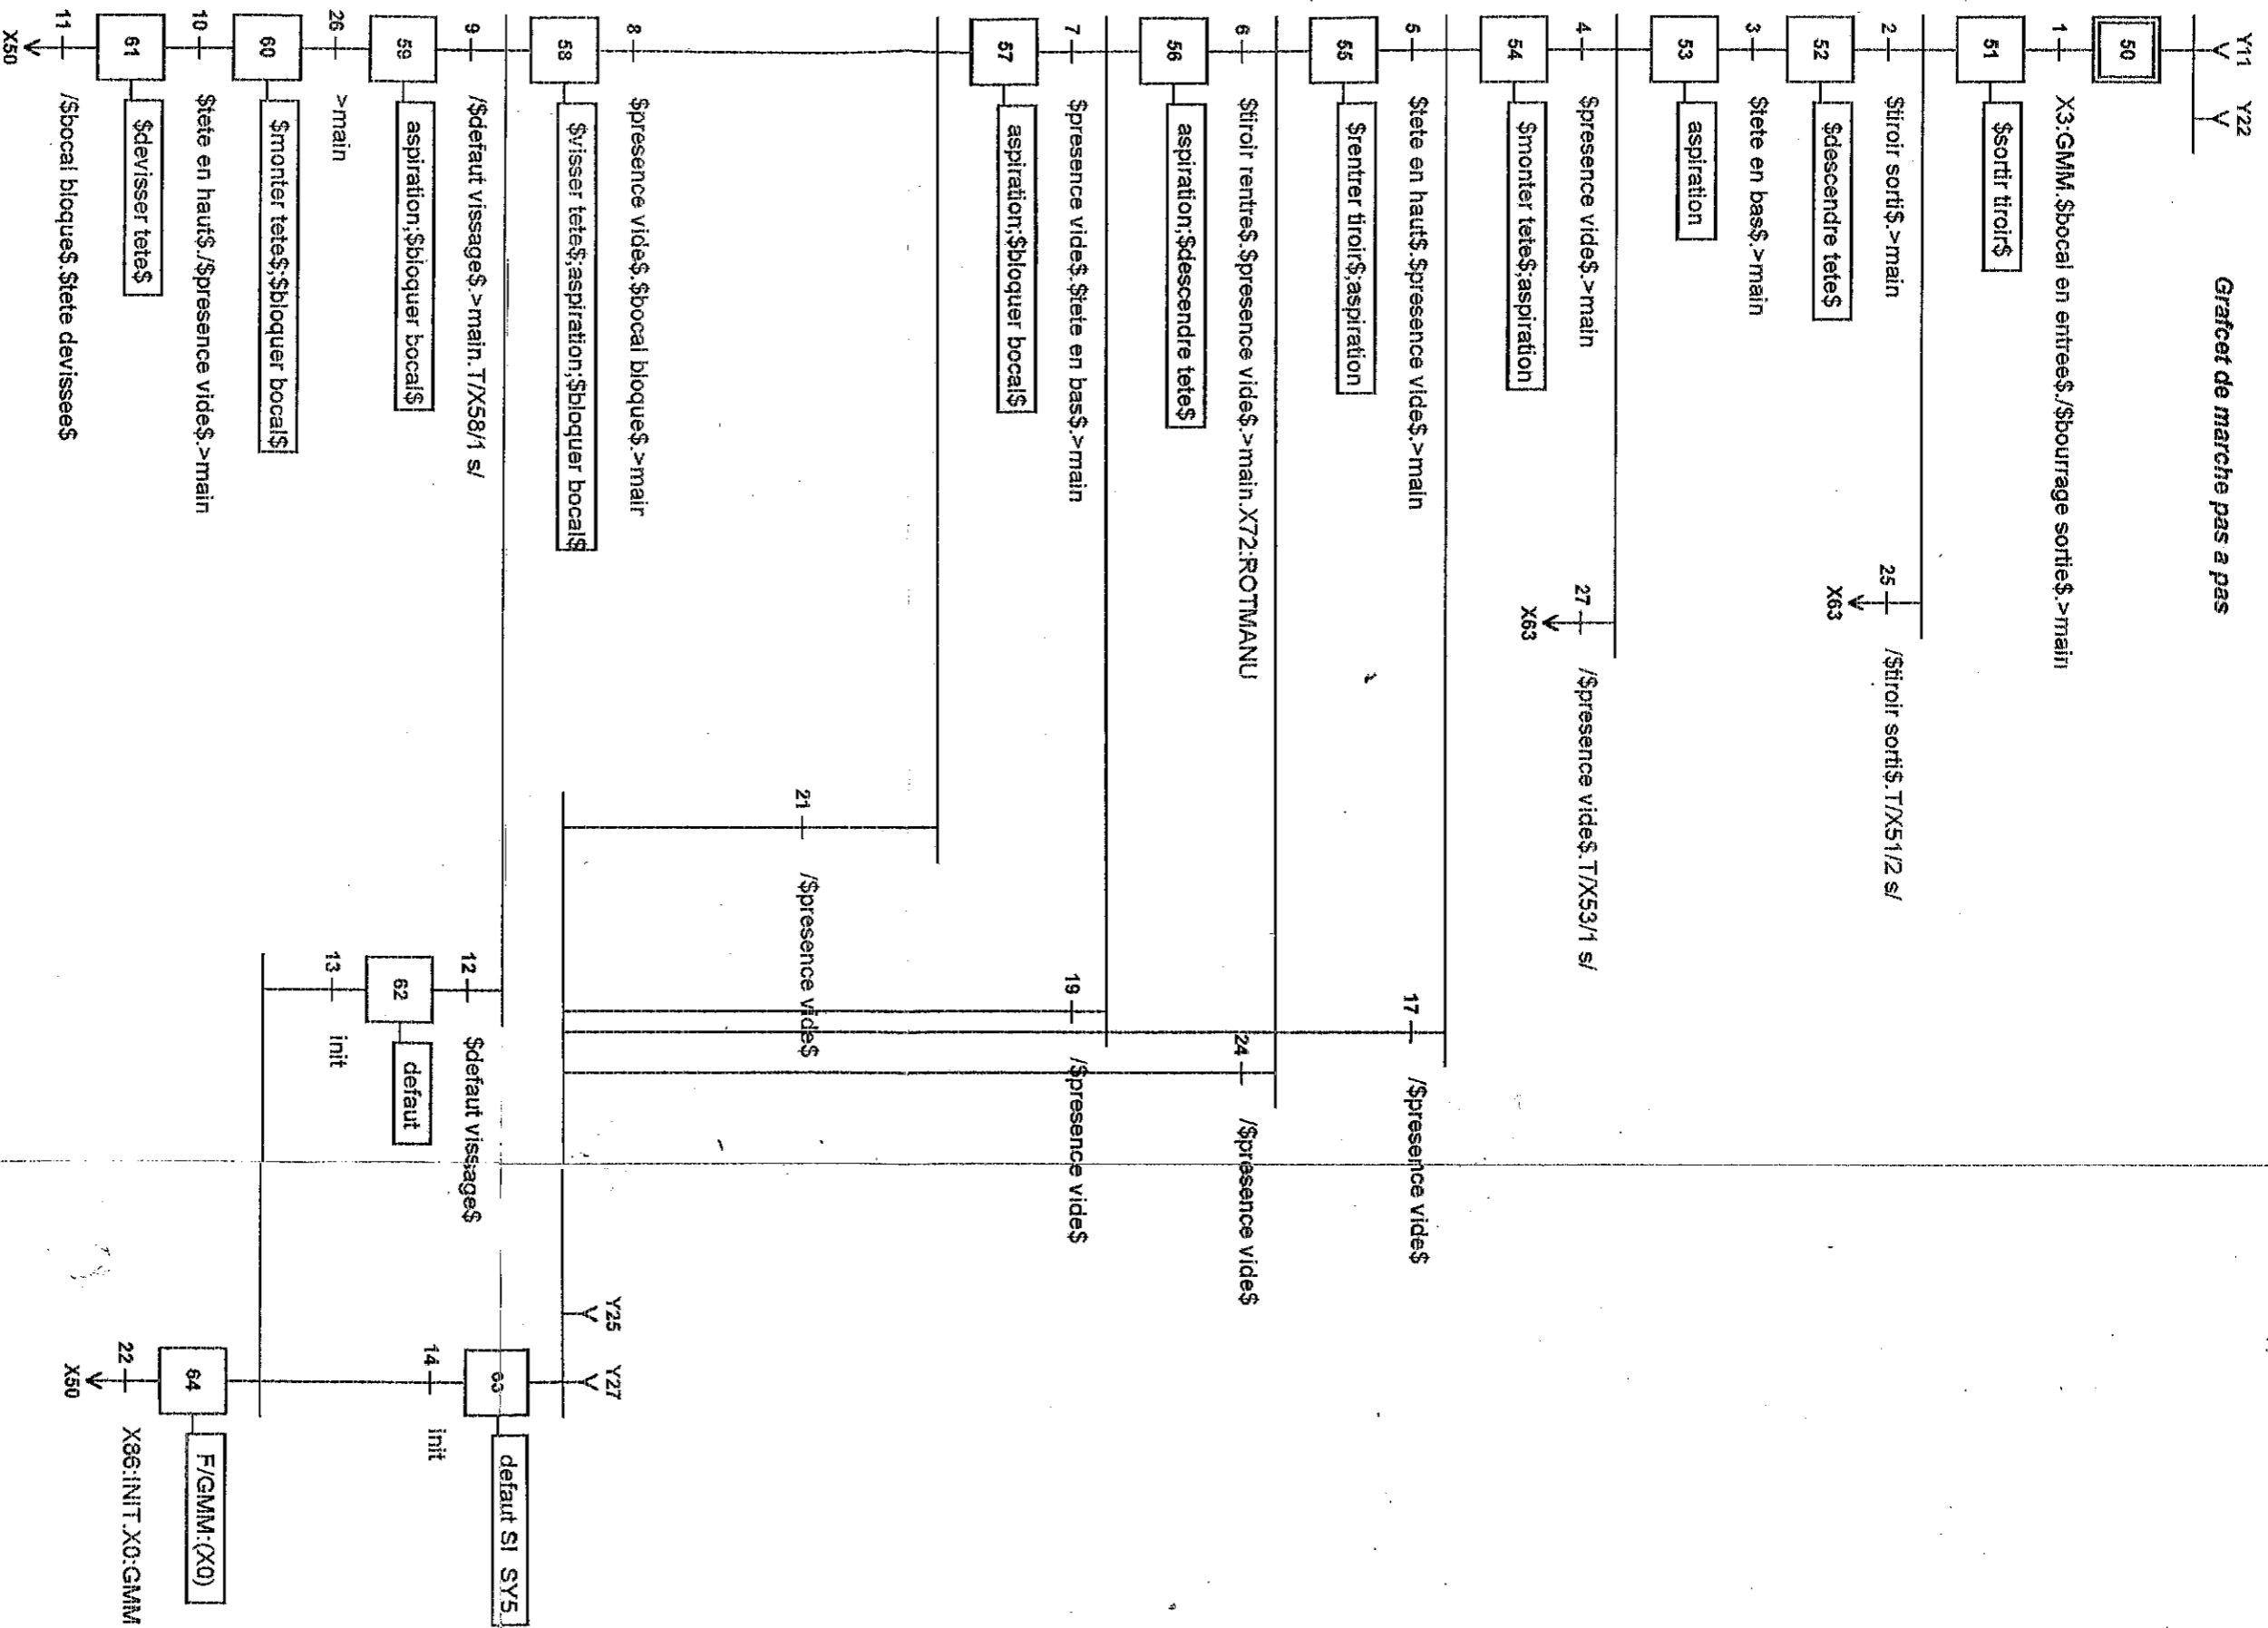 Grafcet de marche pas a pas
Y11 Y22
50
1 X3:GMM.$bocal en entree$./$bourrage sortie$.>main
51 $sortir tiroir$
2 $tiroir sorti$.>main
25 /$tiroir sorti$.T/X51/2 s/
X63
52 $descendre tete$
3 $tete en bas$.>main
53 aspiration
4 $presence vide$.>main
27 /$presence vide$.T/X53/1 s/
X63
54 $monter tete$;aspiration
5 $tete en haut$.$presence vide$.>main
17 /$presence vide$
55 $rentrer tiroir$;aspiration
6 $tiroir rentre$.$presence vide$.>main.X72:ROTMANU
24 /$presence vide$
56 aspiration;$descendre tete$
7 $presence vide$.$tete en bas$.>main
19 /$presence vide$
57 aspiration;$bloquer bocal$
21 /$presence vide$
8 $presence vide$.$bocal bloque$.>mair
Y25 Y27
58 $visser tete$;aspiration;$bloquer bocal$
63 defaut SI SY5
9 /$defaut vissage$.>main.T/X58/1 s/
12 $defaut vissage$
14 init
59 aspiration;$bloquer bocal$
62 defaut
26 >main
13 init
60 $monter tete$;$bloquer bocal$
10 $tete en haut$./$presence vide$.>main
64 F/GMM:(X0)
61 $devisser tete$
22 X86:INIT.X0:GMM
X50
11 /$bocal bloque$.$tete devissee$
X50